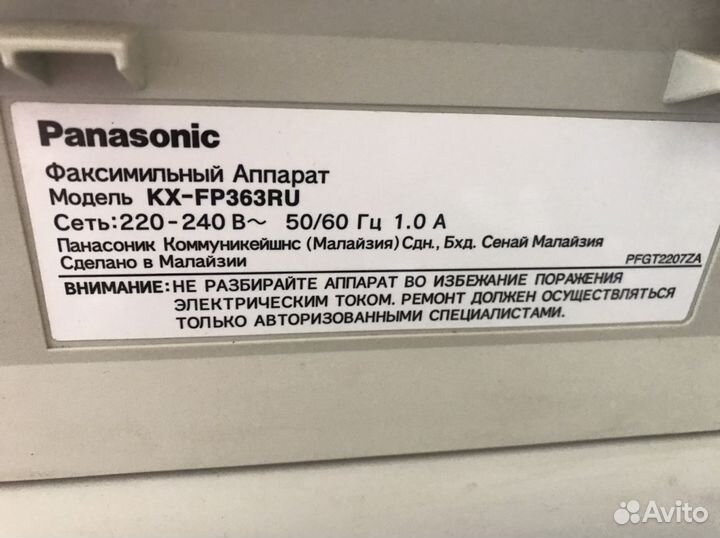 Panasonic
Факсимильный Аппарат
Модель KX-FP363RU
Сеть:220-240 В~ 50/60 Гц 1.0 А
Панасоник Коммуникейшнс (Малайзия) Сдн., Бхд. Сенай Малайзия
Сделано в Малайзии PFGT2207ZA
ВНИМАНИЕ: НЕ РАЗБИРАЙТЕ АППАРАТ ВО ИЗБЕЖАНИЕ ПОРАЖЕНИЯ
ЭЛЕКТРИЧЕСКИМ ТОКОМ. РЕМОНТ ДОЛЖЕН ОСУЩЕСТВЛЯТЬСЯ
ТОЛЬКО АВТОРИЗОВАННЫМИ СПЕЦИАЛИСТАМИ.
Avito